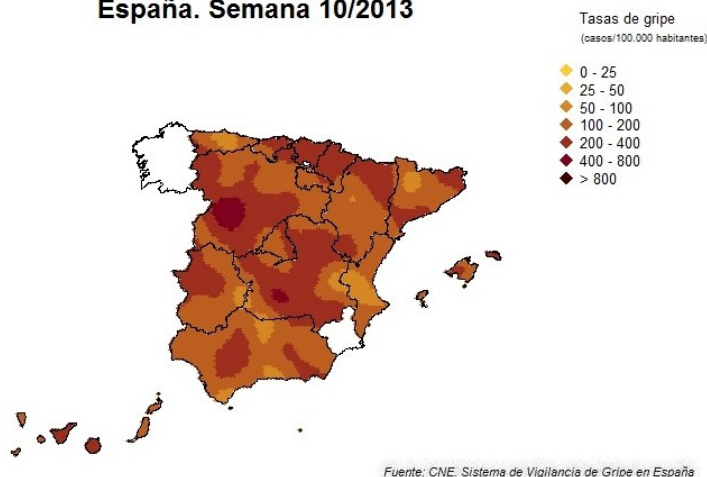 España. Semana 10/2013
Tasas de gripe
(casos/100.000 habitantes)
0 - 25
25 - 50
50 - 100
100 - 200
200 - 400
400 - 800
> 800
Fuente: CNE. Sistema de Vigilancia de Gripe en España